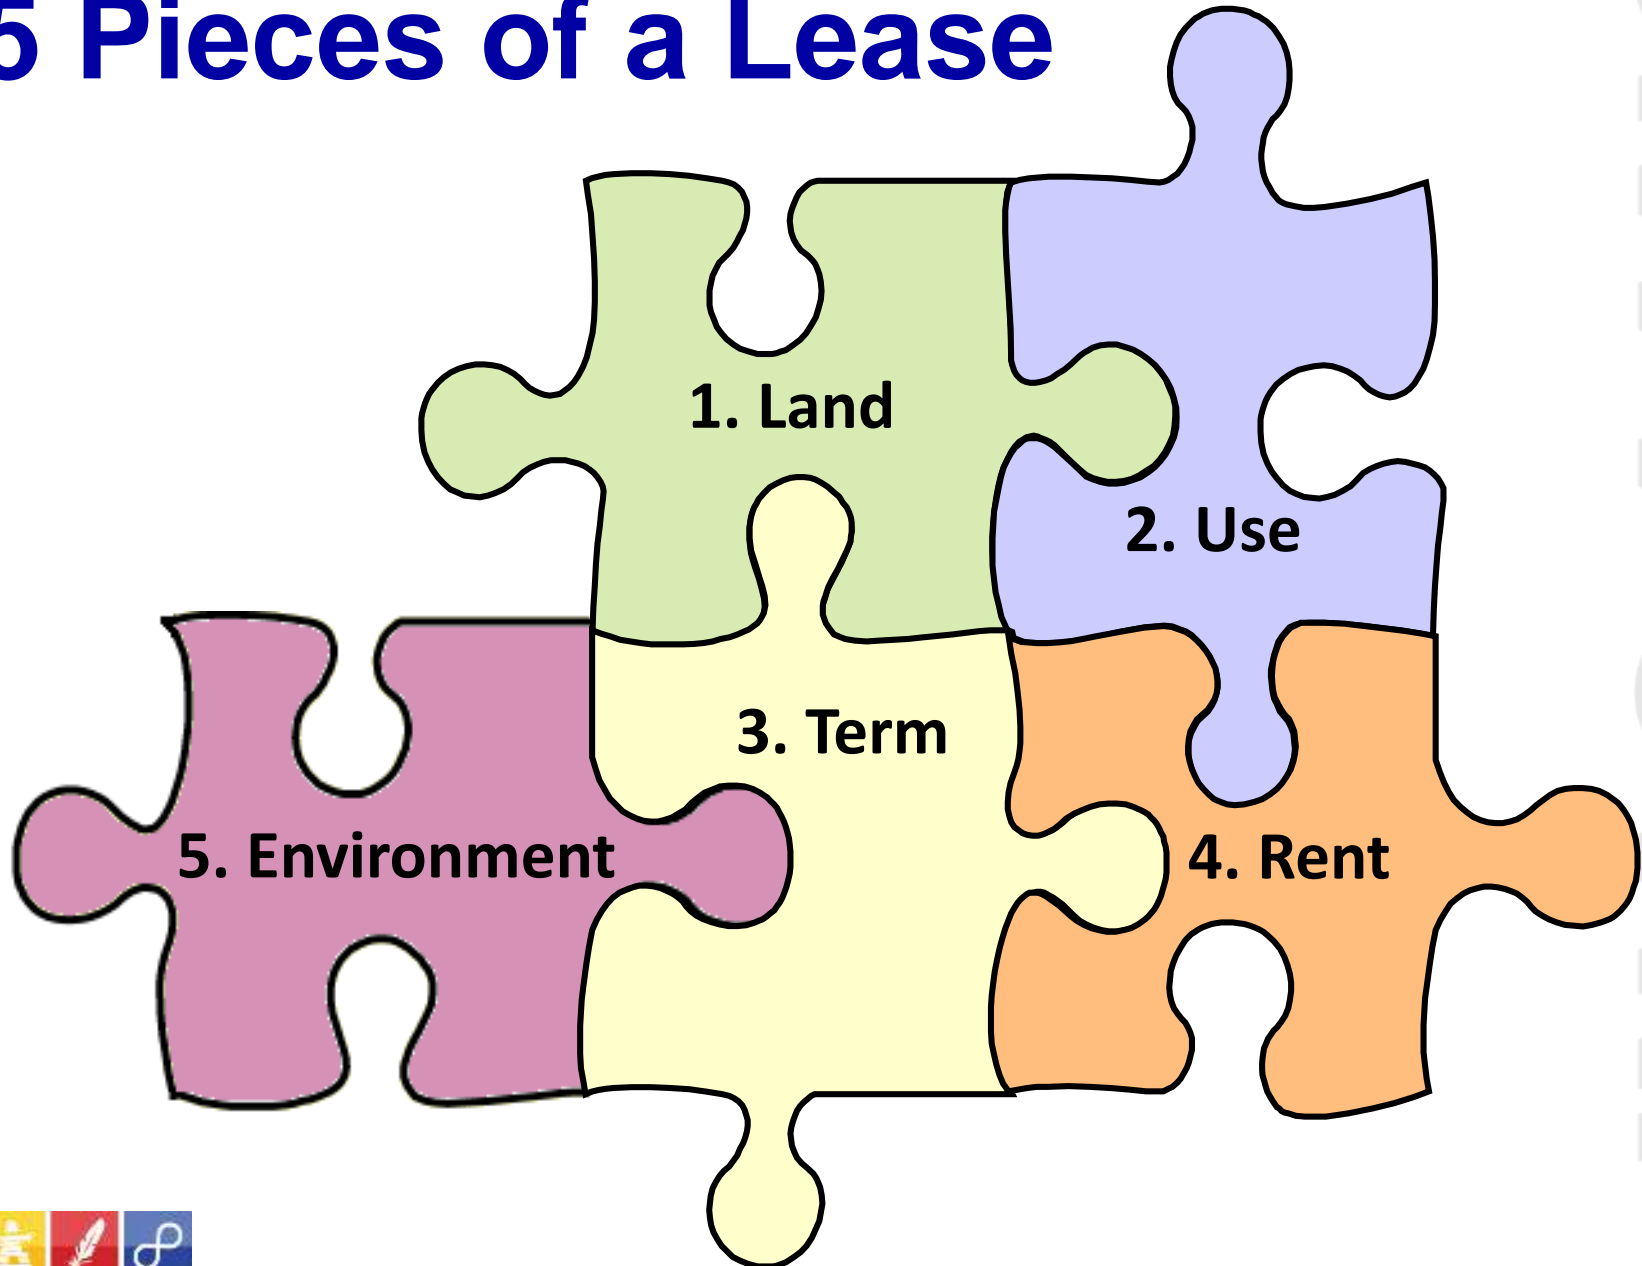 5 Pieces of a Lease
1. Land
2. Use
3. Term
4. Rent
5. Environment